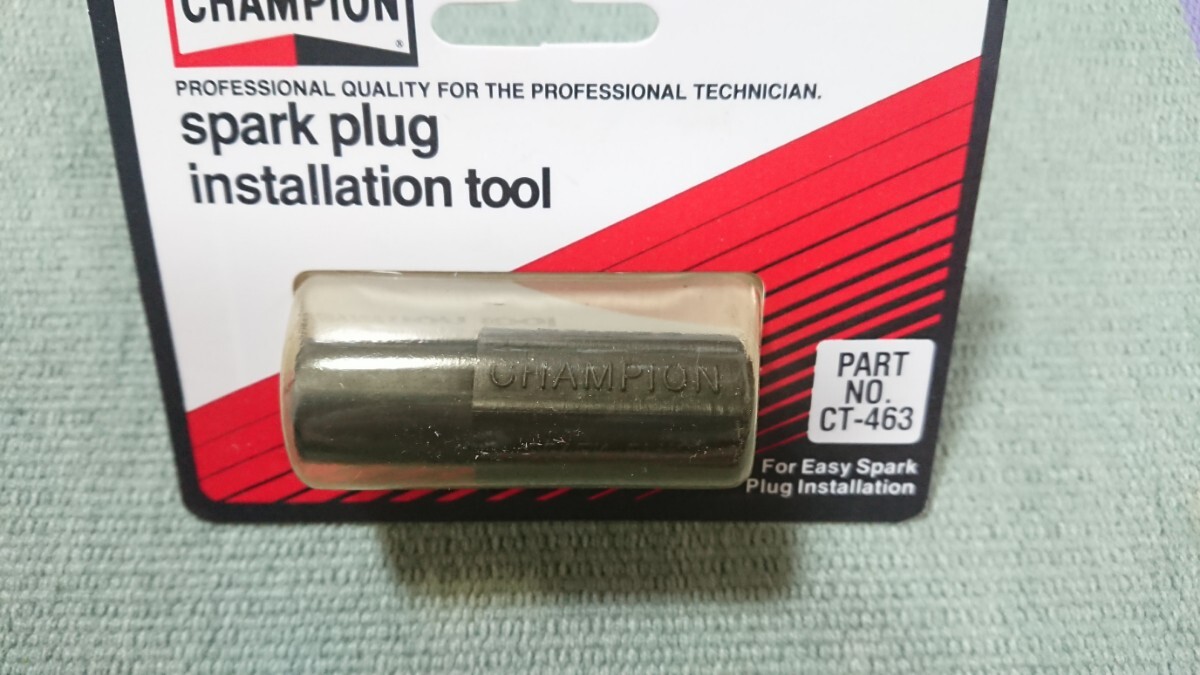 CHAMPION
®
PROFESSIONAL QUALITY FOR THE PROFESSIONAL TECHNICIAN.
spark plug
installation tool
CHAMPION
PART
NO.
CT-463
For Easy Spark
Plug Installation